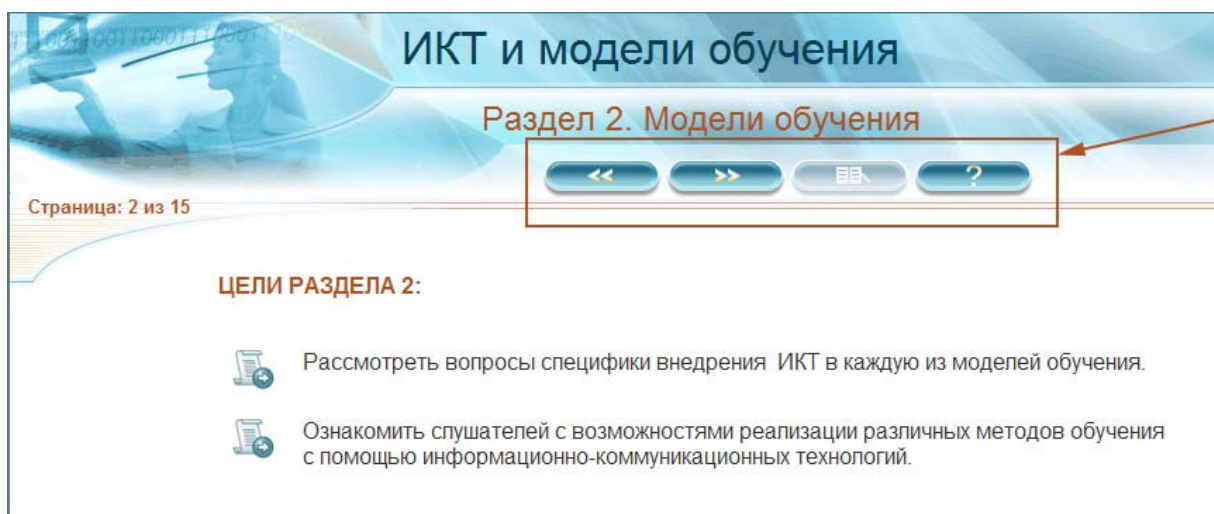 ИКТ и модели обучения
Раздел 2. Модели обучения
<< >> ?
Страница: 2 из 15
ЦЕЛИ РАЗДЕЛА 2:
Рассмотреть вопросы специфики внедрения ИКТ в каждую из моделей обучения.
Ознакомить слушателей с возможностями реализации различных методов обучения
с помощью информационно-коммуникационных технологий.